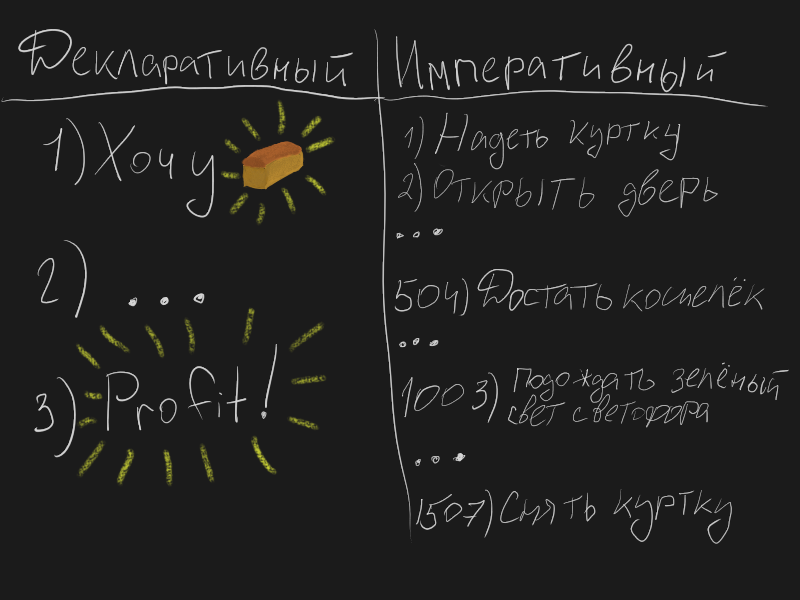 Декларативный
1) Хочу
2) ...
3) Profit!
Императивный
1) Надеть куртку
2) Открыть дверь
...
504) Достать кошелёк
...
1003) Подождать зелёный
свет светофора
...
1507) Снять куртку